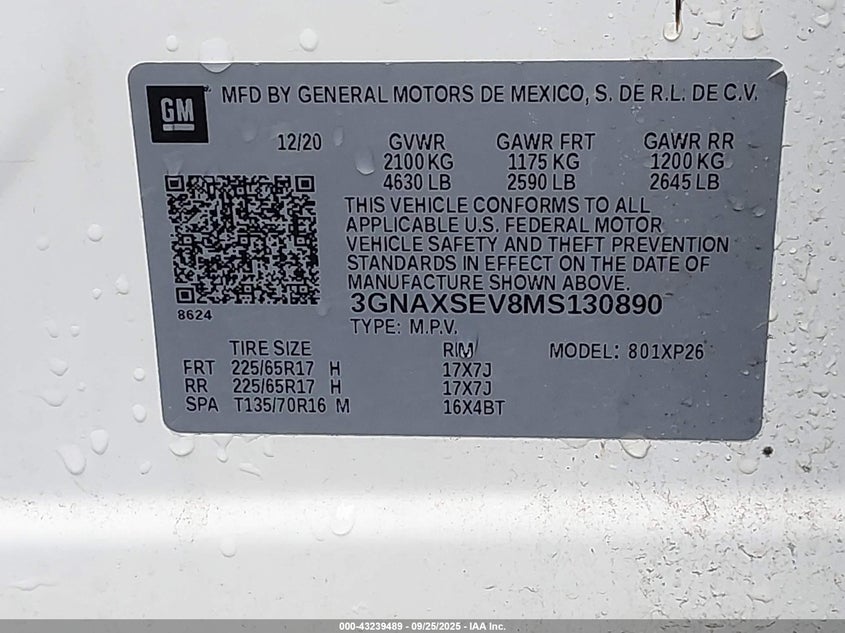 GM
MFD BY GENERAL MOTORS DE MEXICO, S. DE R.L. DE C.V.
12/20 GVWR GAWR FRT GAWR RR
2100 KG 1175 KG 1200 KG
4630 LB 2590 LB 2645 LB
THIS VEHICLE CONFORMS TO ALL
APPLICABLE U.S. FEDERAL MOTOR
VEHICLE SAFETY AND THEFT PREVENTION
STANDARDS IN EFFECT ON THE DATE OF
MANUFACTURE SHOWN ABOVE.
8624
3GNAXSEV8MS130890
TYPE: M.P.V.
TIRE SIZE RIM MODEL: 801XP26
FRT 225/65R17 H 17X7J
RR 225/65R17 H 17X7J
SPA T135/70R16 M 16X4BT
000-43239489 - 09/25/2025 - IAA Inc.